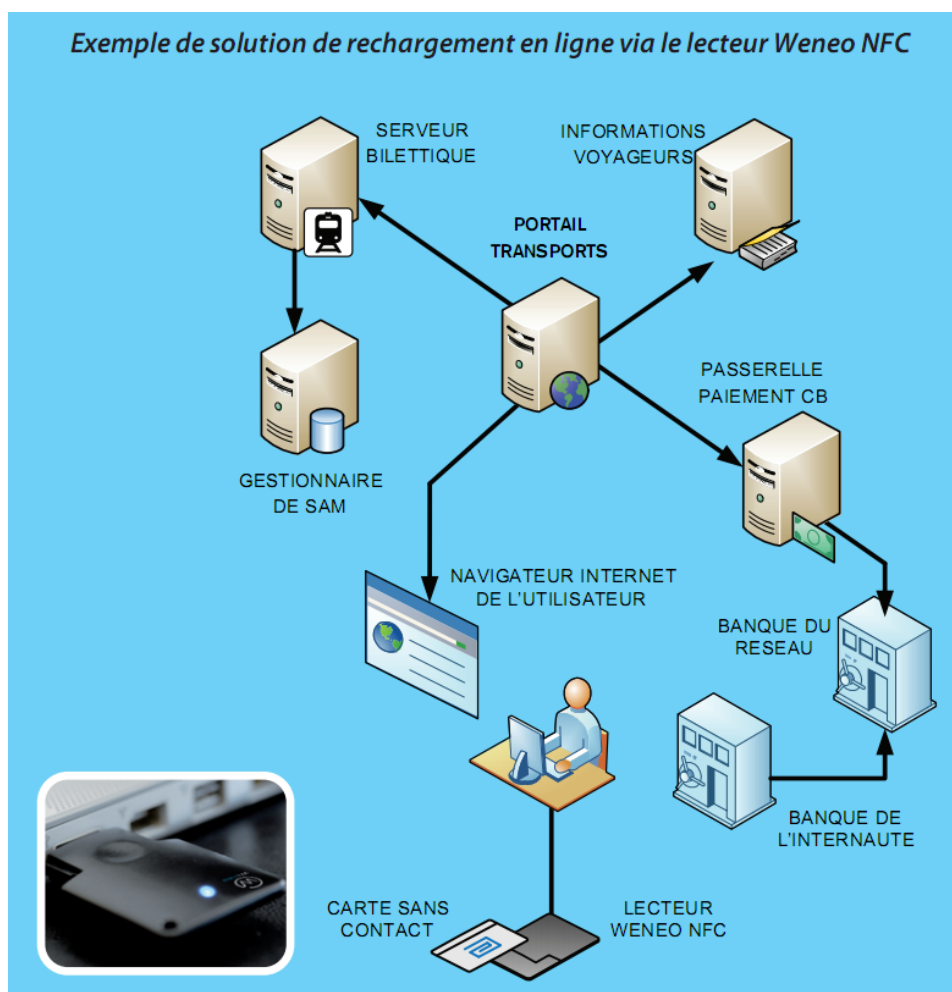 Exemple de solution de rechargement en ligne via le lecteur Weneo NFC
SERVEUR
BILETTIQUE
INFORMATIONS
VOYAGEURS
PORTAIL
TRANSPORTS
PASSERELLE
PAIEMENT CB
GESTIONNAIRE
DE SAM
NAVIGATEUR INTERNET
DE L'UTILISATEUR
BANQUE DU
RESEAU
BANQUE DE
L'INTERNAUTE
CARTE SANS
CONTACT
LECTEUR
WENEO NFC